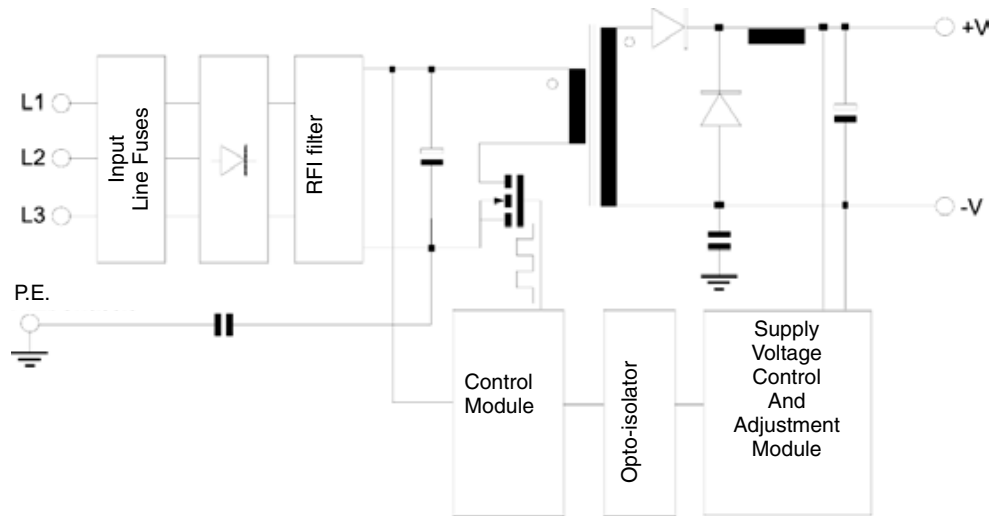 +V
L1
L2
L3
Input
Line Fuses
RFI filter
-V
P.E.
Control
Module
Opto-isolator
Supply
Voltage
Control
And
Adjustment
Module